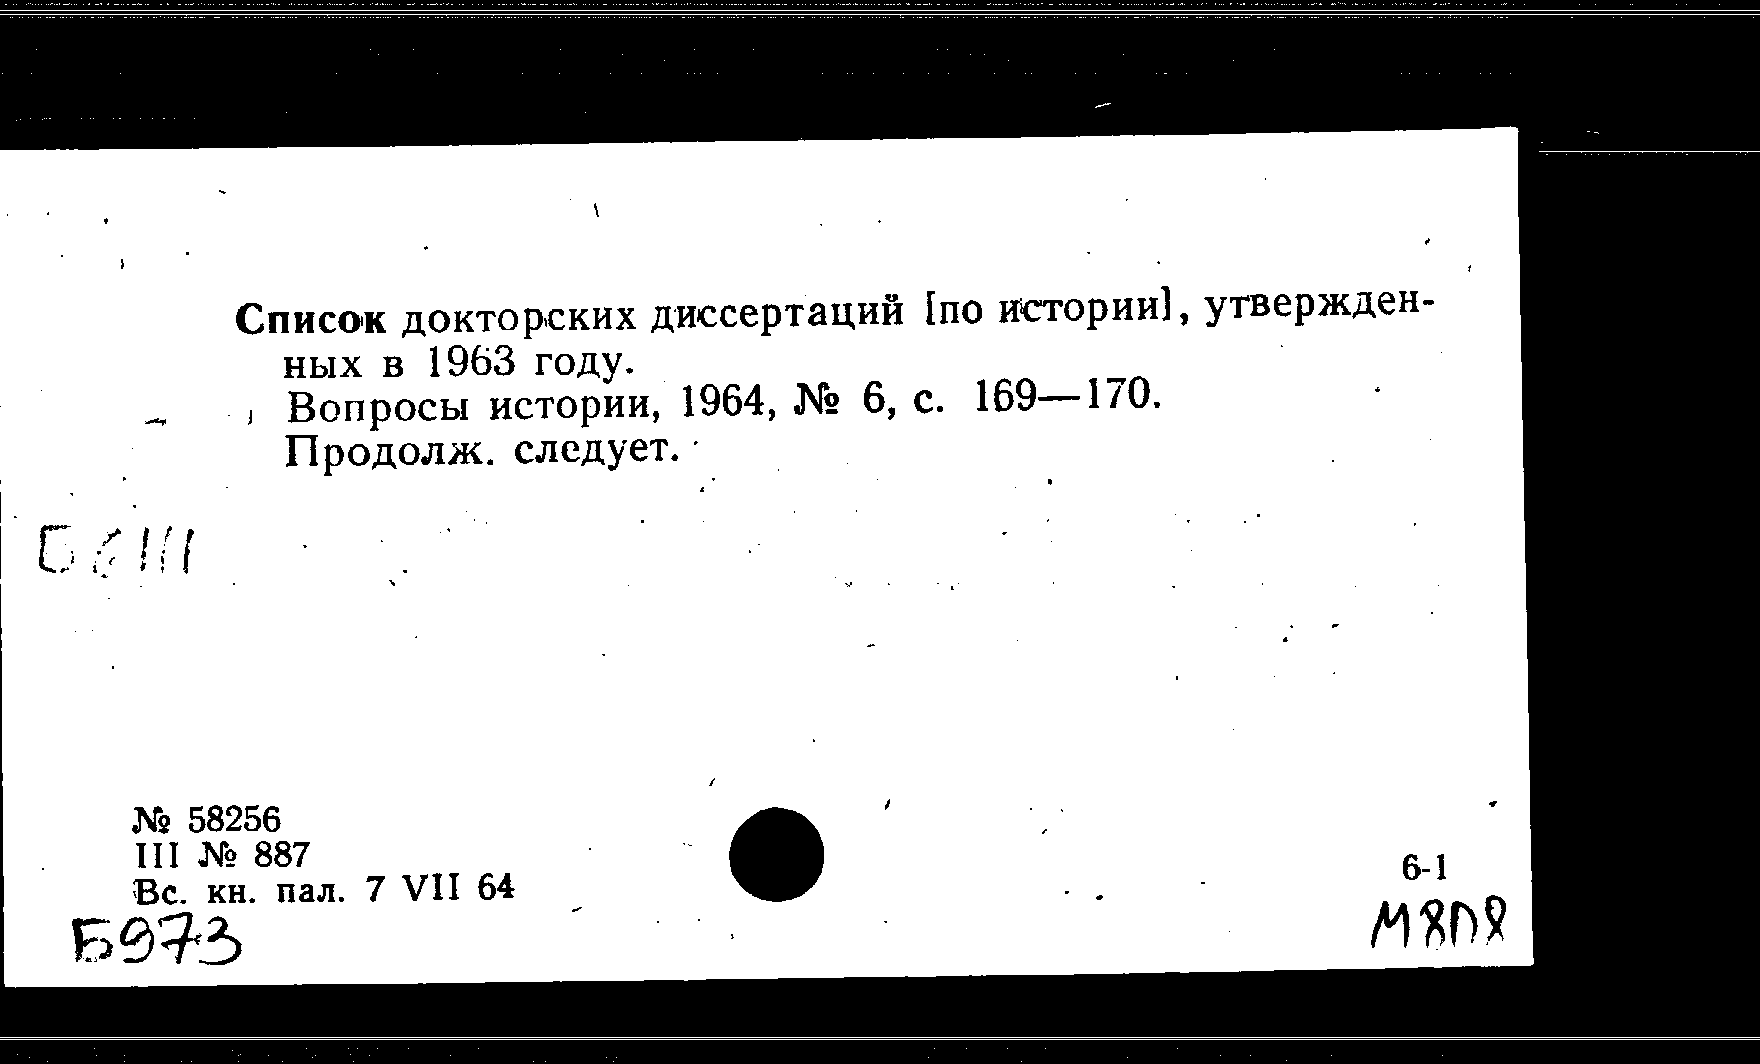 Список докторских диссертаций [по истории], утвержден-
ных в 1963 году.
Вопросы истории, 1964, № 6, с. 169—170.
Продолж. следует.
№ 58256
III № 887
Вс. кн. пал. 7 VII 64
Б973
6-1